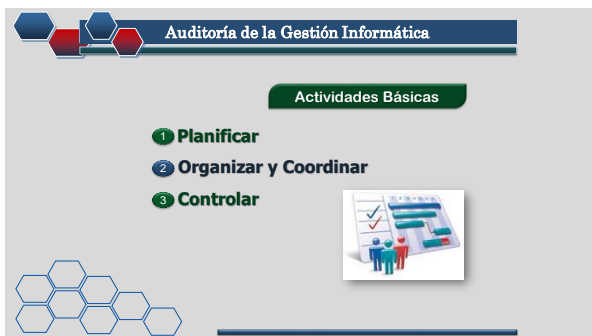 Auditoría de la Gestión Informática
Actividades Básicas
1 Planificar
2 Organizar y Coordinar
3 Controlar